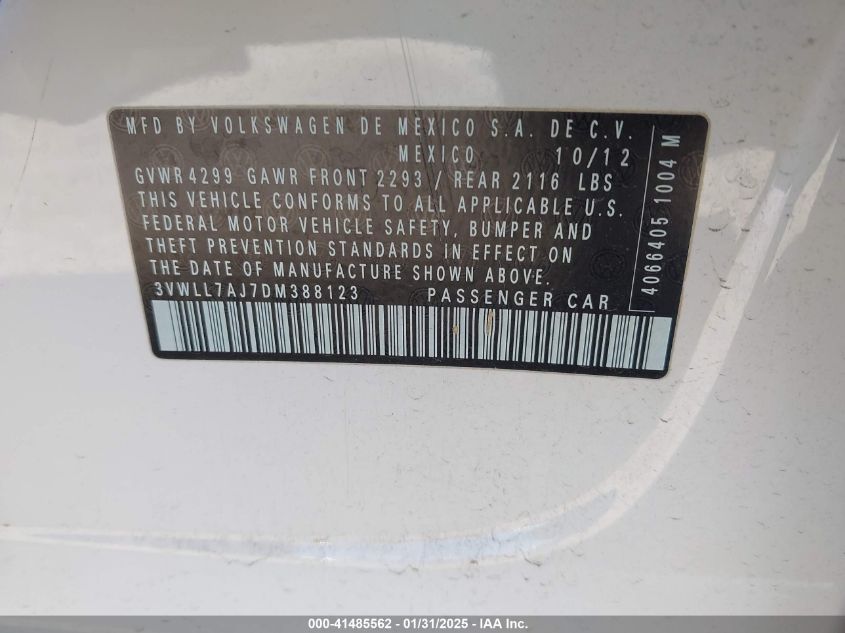 MFD BY VOLKSWAGEN DE MEXICO S.A. DE C.V.
MEXICO 10/12
GVWR 4299 GAWR FRONT 2293 / REAR 2116 LBS
THIS VEHICLE CONFORMS TO ALL APPLICABLE U.S.
FEDERAL MOTOR VEHICLE SAFETY, BUMPER AND
THEFT PREVENTION STANDARDS IN EFFECT ON
THE DATE OF MANUFACTURE SHOWN ABOVE.
3VWLL7AJ7DM388123 PASSENGER CAR
4066405 1004 M
000-41485562 - 01/31/2025 - IAA Inc.